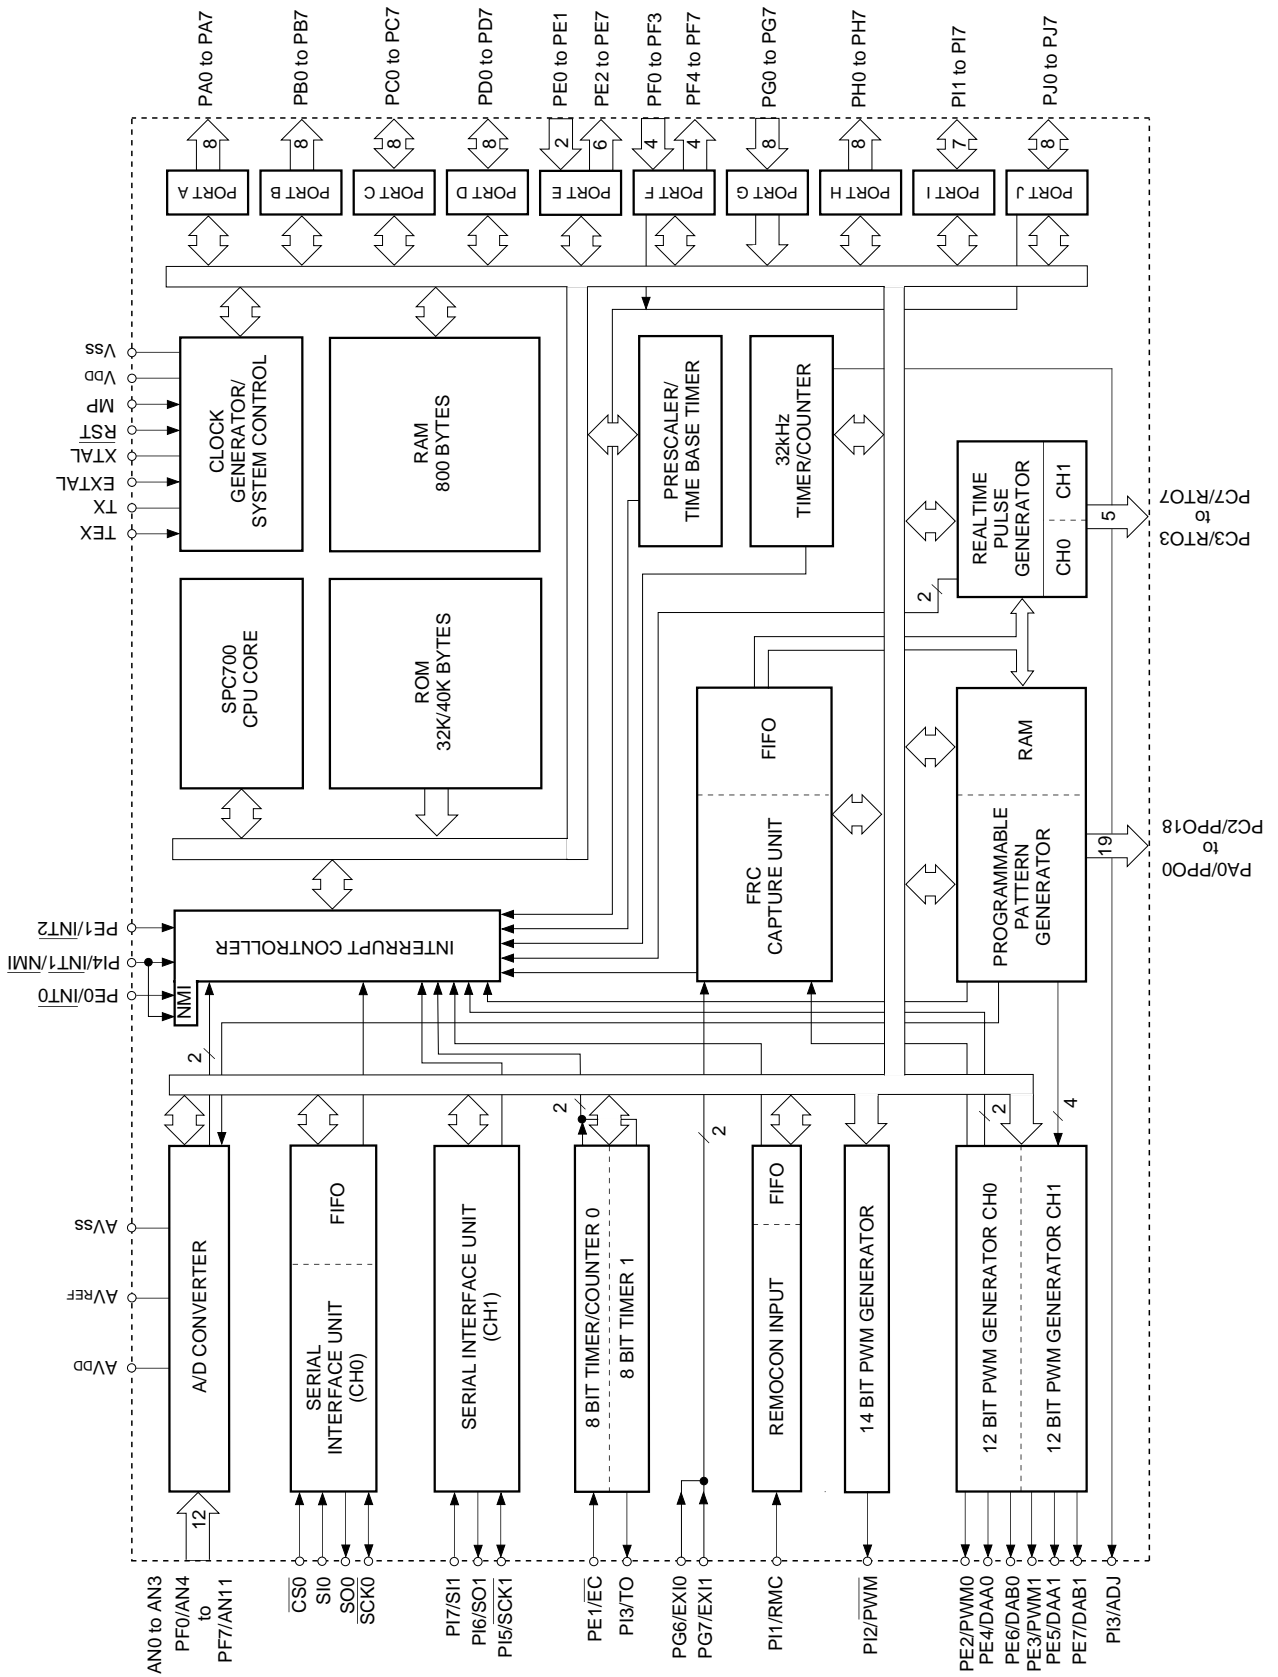 PA0 to PA7
PB0 to PB7
PC0 to PC7
PD0 to PD7
PE0 to PE1
PE2 to PE7
PF0 to PF3
PF4 to PF7
PG0 to PG7
PH0 to PH7
PI1 to PI7
PJ0 to PJ7
8
8
8
8
2
6
4
4
8
8
7
8
PORT A
PORT B
PORT C
PORT D
PORT E
PORT F
PORT G
PORT H
PORT I
PORT J
VSS
VDD
MP
RST
XTAL
EXTAL
TX
TEX
CLOCK
GENERATOR/
SYSTEM CONTROL
RAM
800 BYTES
PRESCALER/
TIME BASE TIMER
32kHz
TIMER/COUNTER
REALTIME
PULSE
GENERATOR
CH0
CH1
5
PC3/RTO3
to
PC7/RTO7
2
SPC700
CPU CORE
ROM
32K/40K BYTES
FRC
CAPTURE UNIT
FIFO
PROGRAMMABLE
PATTERN
GENERATOR
RAM
19
PA0/PPO0
to
PC2/PPO18
PE1/INT2
PI4/INT1/NMI
PE0/INT0
NMI
INTERRUPT CONTROLLER
2
2
2
2
4
AVSS
AVREF
AVDD
A/D CONVERTER
SERIAL
INTERFACE UNIT
(CH0)
FIFO
SERIAL INTERFACE UNIT
(CH1)
8 BIT TIMER/COUNTER 0
8 BIT TIMER 1
REMOCON INPUT
FIFO
14 BIT PWM GENERATOR
12 BIT PWM GENERATOR CH0
12 BIT PWM GENERATOR CH1
12
AN0 to AN3
PF0/AN4
to
PF7/AN11
CS0
SI0
SO0
SCK0
PI7/SI1
PI6/SO1
PI5/SCK1
PE1/EC
PI3/TO
PG6/EXI0
PG7/EXI1
PI1/RMC
PI2/PWM
PE2/PWM0
PE4/DAA0
PE6/DAB0
PE3/PWM1
PE5/DAA1
PE7/DAB1
PI3/ADJ